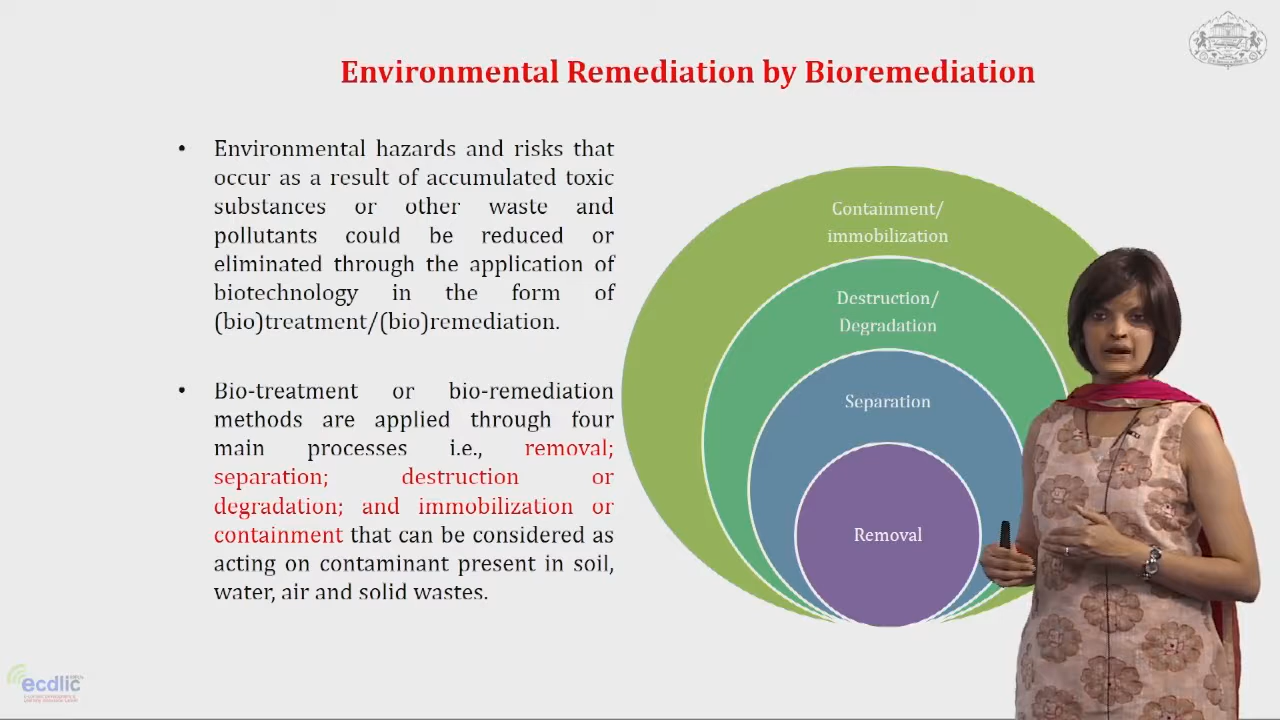 Environmental Remediation by Bioremediation
• Environmental hazards and risks that
occur as a result of accumulated toxic
substances or other waste and
pollutants could be reduced or
eliminated through the application of
biotechnology in the form of
(bio)treatment/(bio)remediation.
• Bio-treatment or bio-remediation
methods are applied through four
main processes i.e., removal;
separation; destruction or
degradation; and immobilization or
containment that can be considered as
acting on contaminant present in soil,
water, air and solid wastes.
Containment/
immobilization
Destruction/
Degradation
Separation
Removal
ecdlic